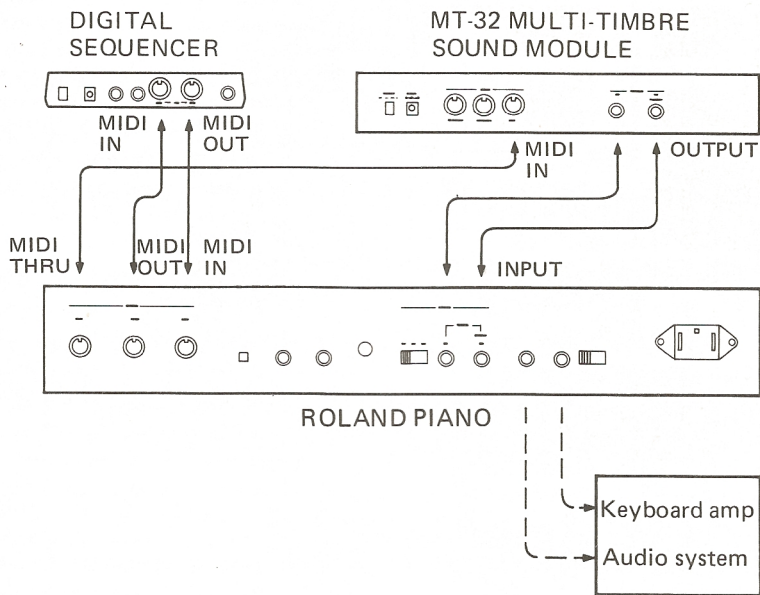 DIGITAL
SEQUENCER
MT-32 MULTI-TIMBRE
SOUND MODULE
MIDI
IN
MIDI
OUT
MIDI
IN
OUTPUT
MIDI
THRU
MIDI
OUT
MIDI
IN
INPUT
ROLAND PIANO
Keyboard amp
Audio system